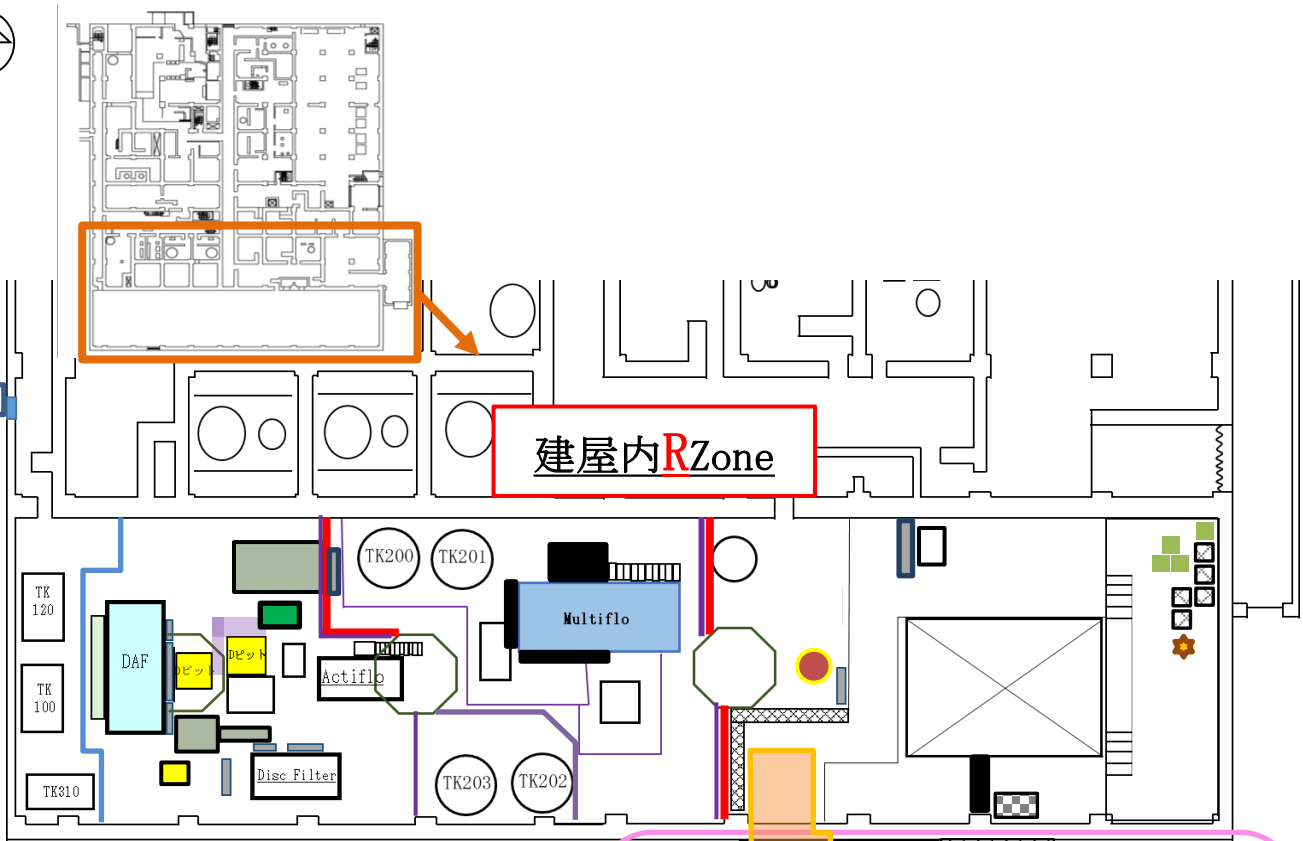 建屋内RZone
TK200
TK201
TK
120
Multiflo
DAF
Dピット
Dピット
Actiflo
TK
100
Disc Filter
TK310
TK203
TK202